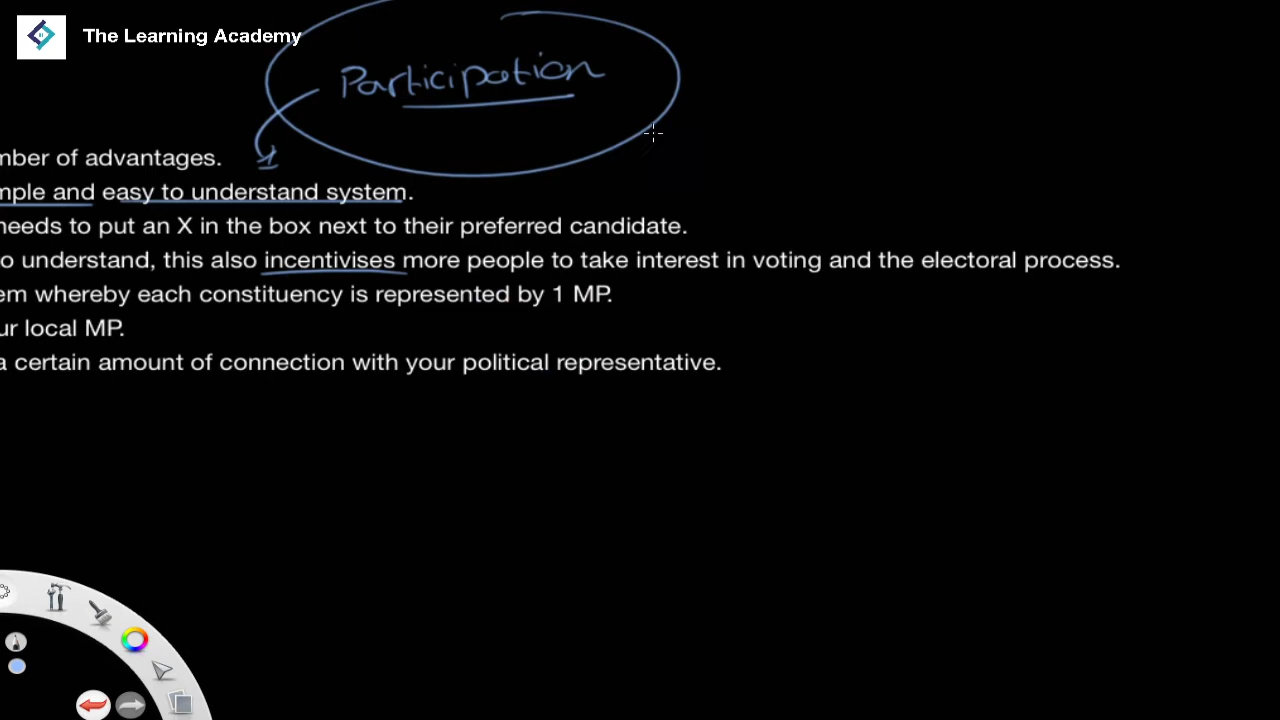 The Learning Academy
Participation
mber of advantages.
mple and easy to understand system.
needs to put an X in the box next to their preferred candidate.
o understand, this also incentivises more people to take interest in voting and the electoral process.
em whereby each constituency is represented by 1 MP.
ur local MP.
a certain amount of connection with your political representative.